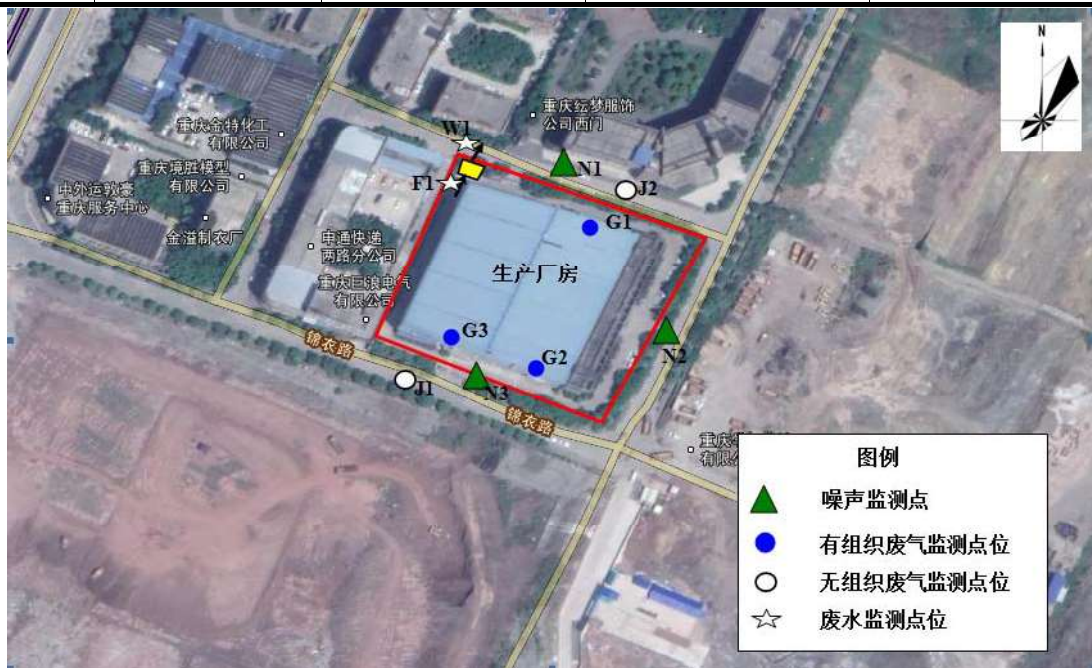 N
重庆纭梦服饰
公司西门
W1
重庆金特化工
有限公司
N1
重庆境胜模型
有限公司
F1
J2
中外运敦豪
重庆服务中心
G1
金溢制衣厂
申通快递
两路分公司
生产厂房
重庆巨浪电气
有限公司
G3
N2
锦衣路
G2
J1
N3
锦衣路
重庆
有限公
图例
噪声监测点
有组织废气监测点位
无组织废气监测点位
废水监测点位